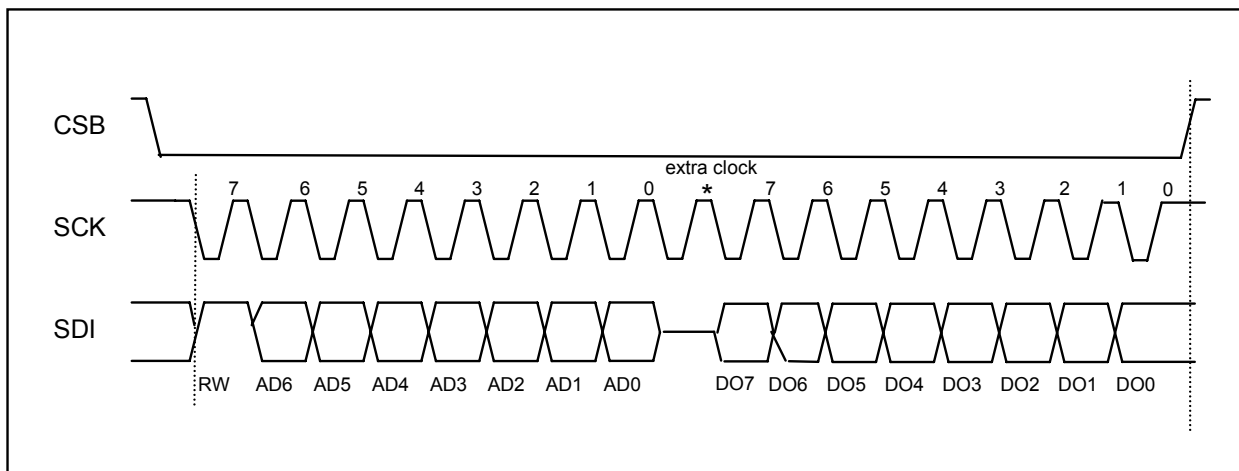 CSB
extra clock
7 6 5 4 3 2 1 0 * 7 6 5 4 3 2 1 0
SCK
SDI
RW AD6 AD5 AD4 AD3 AD2 AD1 AD0 DO7 DO6 DO5 DO4 DO3 DO2 DO1 DO0